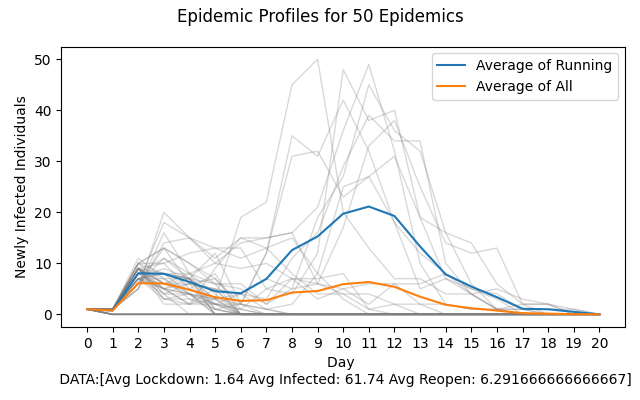 Epidemic Profiles for 50 Epidemics
Newly Infected Individuals
50
40
30
20
10
0
Average of Running
Average of All
0 1 2 3 4 5 6 7 8 9 10 11 12 13 14 15 16 17 18 19 20
Day
DATA:[Avg Lockdown: 1.64 Avg Infected: 61.74 Avg Reopen: 6.291666666666667]